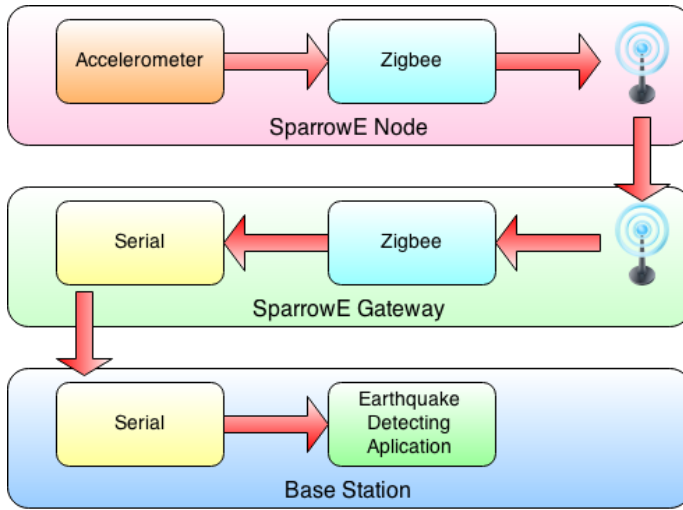 Accelerometer
Zigbee
SparrowE Node
Serial
Zigbee
SparrowE Gateway
Serial
Earthquake
Detecting
Aplication
Base Station